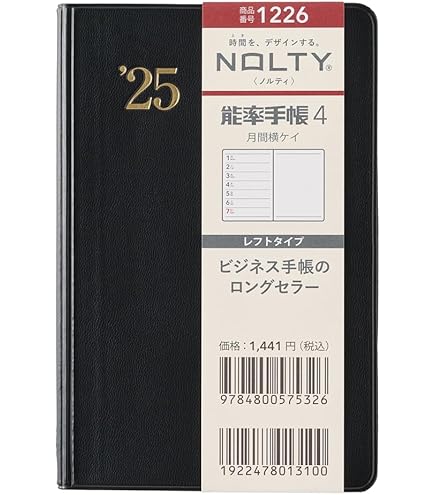 '25
商品
番号 1226
とき
時間を、デザインする。
NOLTY®
〈ノルティ〉
能率手帳 4
月間横ケイ
1
2
3
4
5
6
7
レフトタイプ
ビジネス手帳の
ロングセラー
価格：1,441 円（税込）
9784800575326
1922478013100